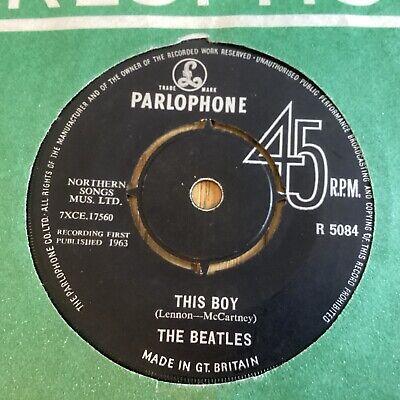 RLOPHO
"ALL RIGHTS OF THE MANUFACTURER AND OF THE OWNER OF THE RECORDED WORK RESERVED. UNAUTHORISED PUBLIC PERFORMANCE BROADCASTING AND COPYING OF THIS RECORD PROHIBITED
THE PARLOPHONE CO.LTD.
TRADE MARK
PARLOPHONE
45
R.P.M.
NORTHERN
SONGS
MUS. LTD.
7XCE.17560
RECORDING FIRST
PUBLISHED 1963
R 5084
THIS BOY
(Lennon—McCartney)
THE BEATLES
MADE IN GT. BRITAIN